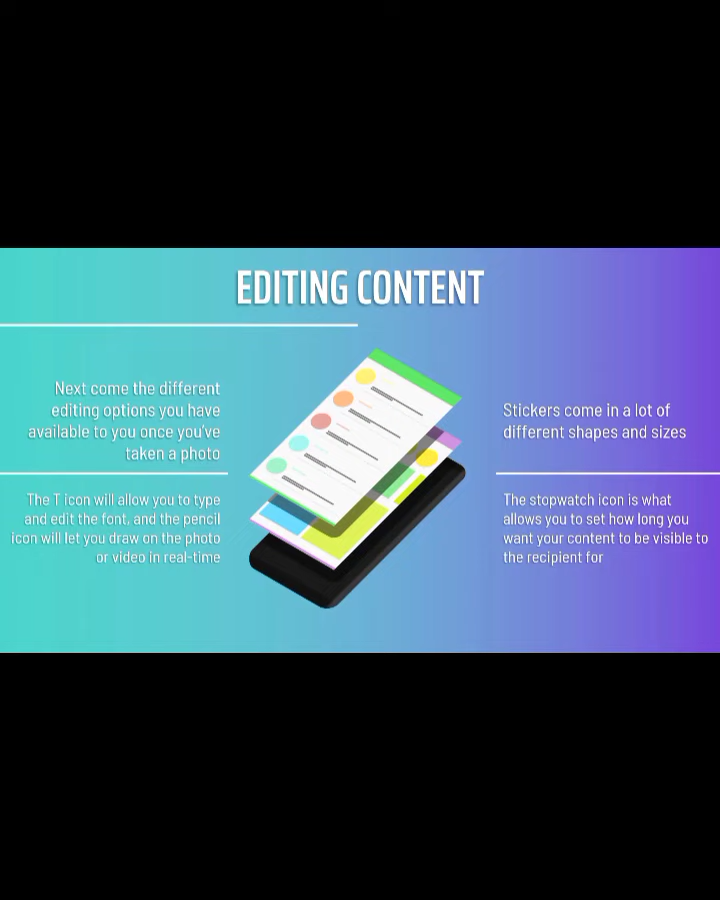 EDITING CONTENT
Next come the different
editing options you have
available to you once you've
taken a photo
The T icon will allow you to type
and edit the font, and the pencil
icon will let you draw on the photo
or video in real-time
Stickers come in a lot of
different shapes and sizes
The stopwatch icon is what
allows you to set how long you
want your content to be visible to
the recipient for